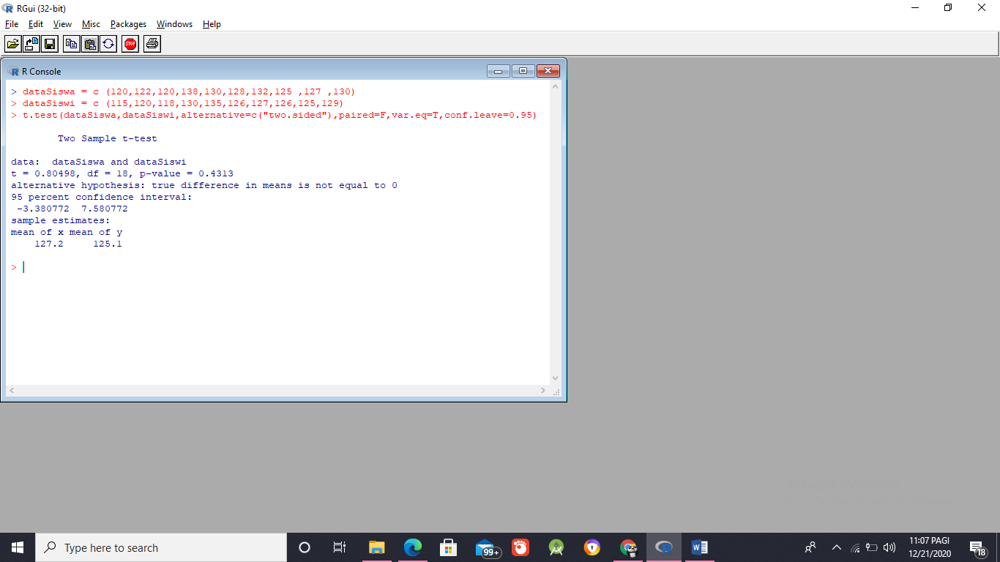 RGui (32-bit)
File Edit View Misc Packages Windows Help
STOP
R Console
> dataSiswa = c (120,122,120,138,130,128,132,125 ,127 ,130)
> dataSiswi = c (115,120,118,130,135,126,127,126,125,129)
> t.test(dataSiswa,dataSiswi,alternative=c("two.sided"),paired=F,var.eq=T,conf.leave=0.95)
Two Sample t-test
data:  dataSiswa and dataSiswi
t = 0.80498, df = 18, p-value = 0.4313
alternative hypothesis: true difference in means is not equal to 0
95 percent confidence interval:
-3.380772  7.580772
sample estimates:
mean of x mean of y
127.2     125.1
>
Type here to search
99+
11:07 PAGI
12/21/2020
18